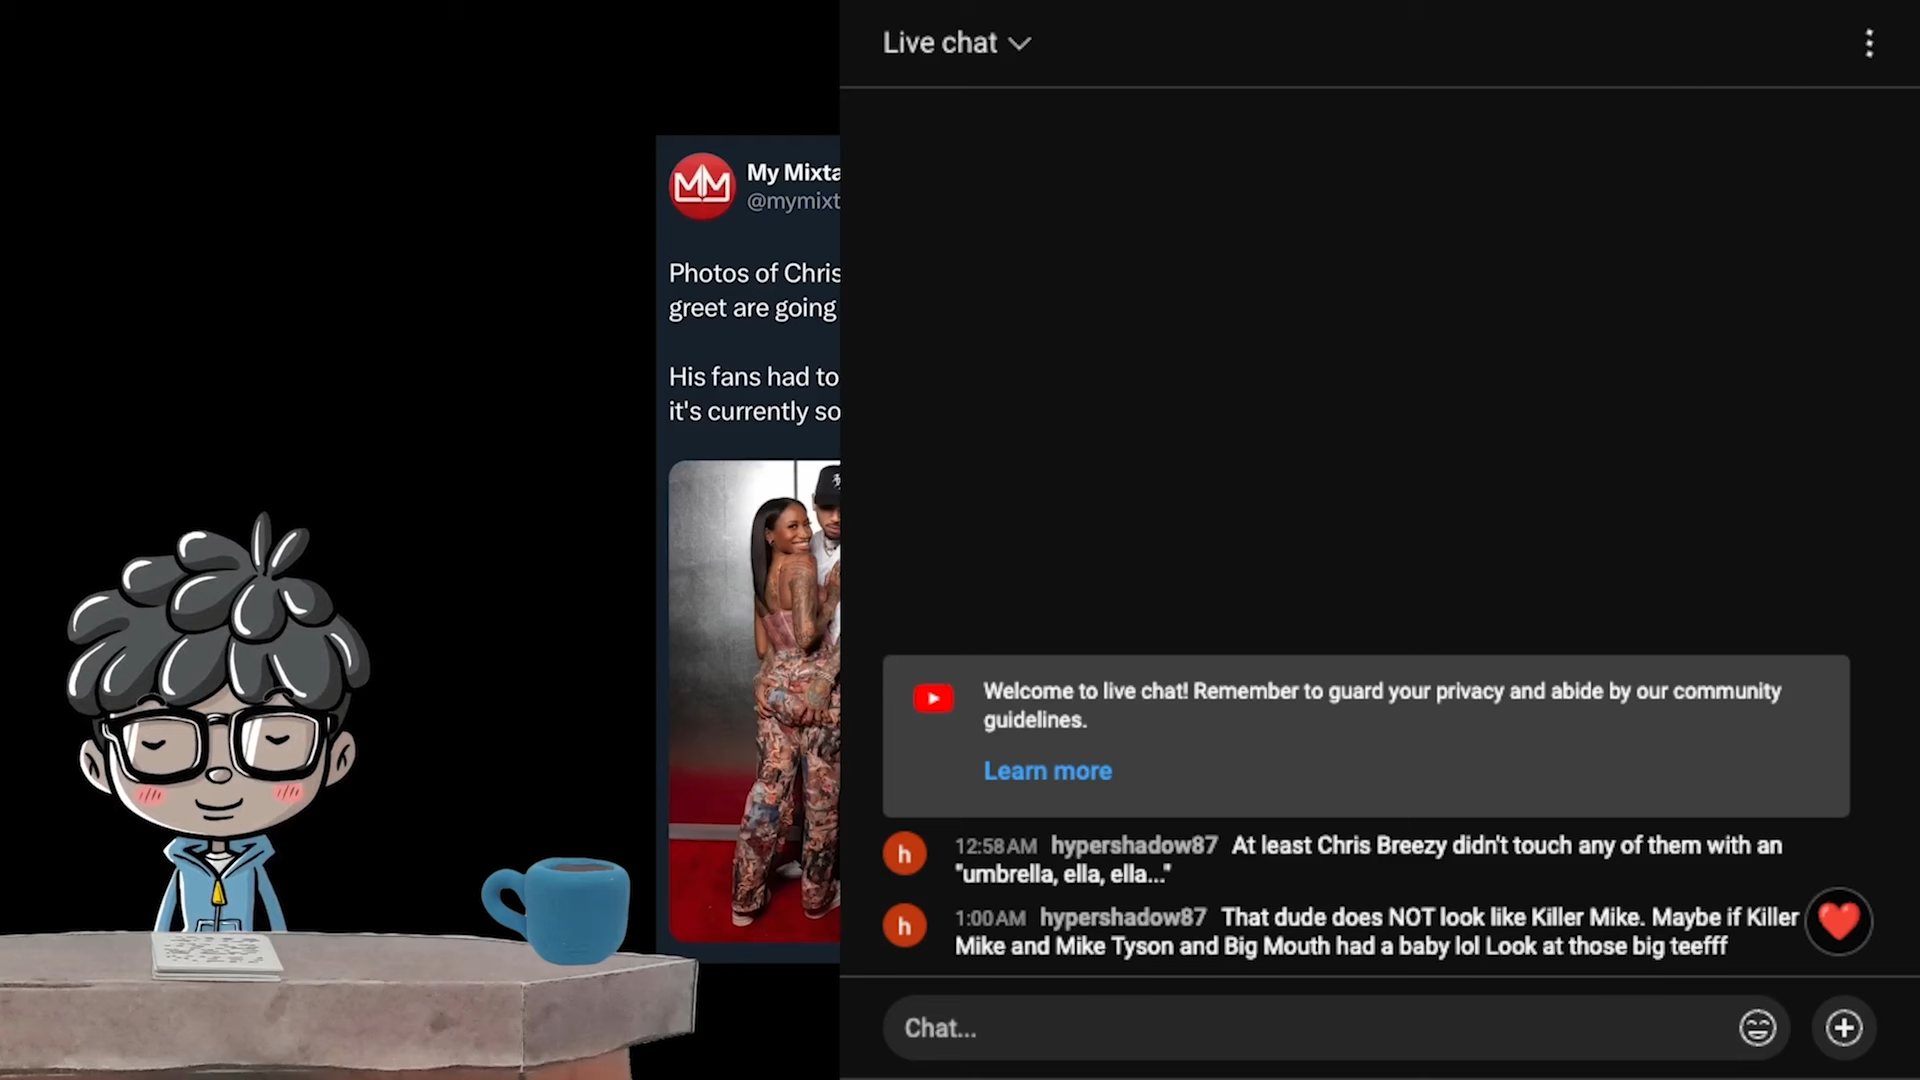 Live chat
My Mixta
@mymixt
Photos of Chris
greet are going
His fans had to
it's currently so
Welcome to live chat! Remember to guard your privacy and abide by our community
guidelines.
Learn more
h 12:58 AM hypershadow87 At least Chris Breezy didn't touch any of them with an
"umbrella, ella, ella..."
h 1:00 AM hypershadow87 That dude does NOT look like Killer Mike. Maybe if Killer
Mike and Mike Tyson and Big Mouth had a baby lol Look at those big teefff
Chat...